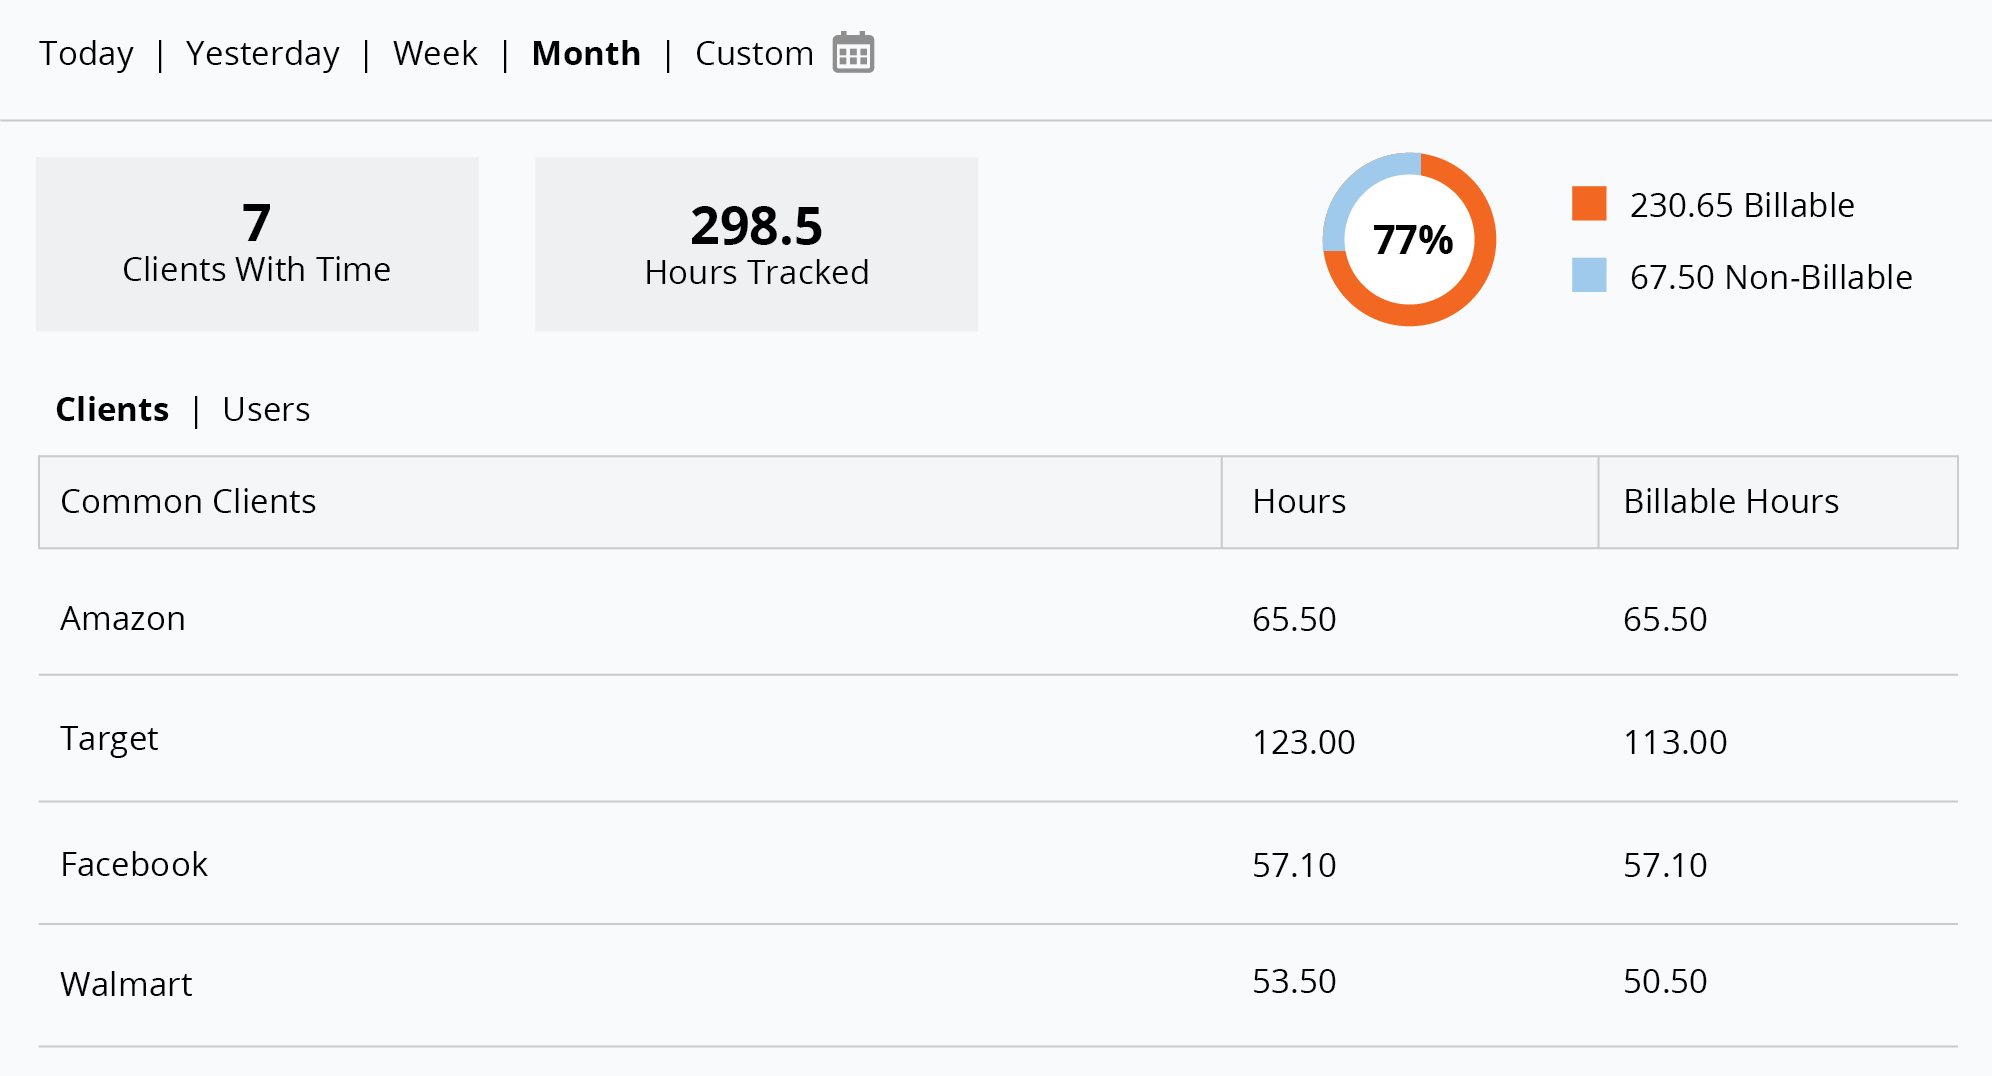 Today | Yesterday | Week | Month | Custom
7
Clients With Time
298.5
Hours Tracked
77%
230.65 Billable
67.50 Non-Billable
Clients | Users
Common Clients Hours Billable Hours
Amazon 65.50 65.50
Target 123.00 113.00
Facebook 57.10 57.10
Walmart 53.50 50.50